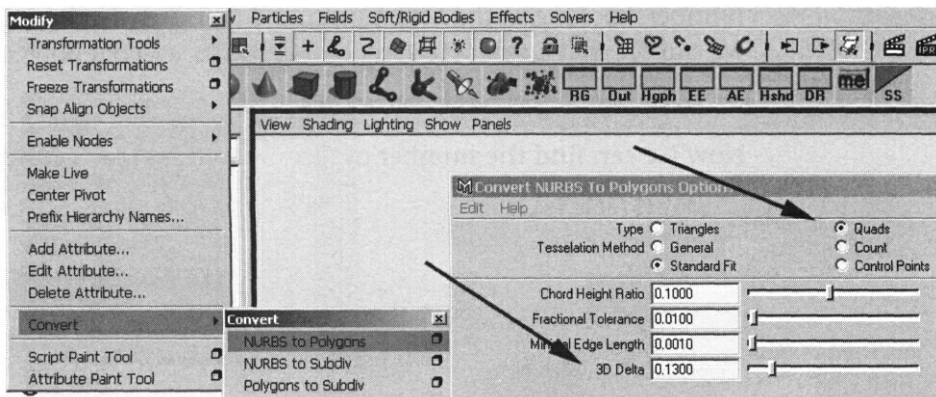 Modify
Transformation Tools
Reset Transformations
Freeze Transformations
Snap Align Objects
Enable Nodes
Make Live
Center Pivot
Prefix Hierarchy Names...
Add Attribute...
Edit Attribute...
Delete Attribute...
Convert
Script Paint Tool
Attribute Paint Tool
Particles Fields Soft/Rigid Bodies Effects Solvers Help
RG Out Hgph EE AE Hshd DR mel SS
View Shading Lighting Show Panels
Convert
NURBS to Polygons
NURBS to Subdiv
Polygons to Subdiv
Convert NURBS To Polygons Option
Edit Help
Type Triangles Quads
Tesselation Method General Count
Standard Fit Control Points
Chord Height Ratio 0.1000
Fractional Tolerance 0.0100
Edge Length 0.0010
3D Delta 0.1300